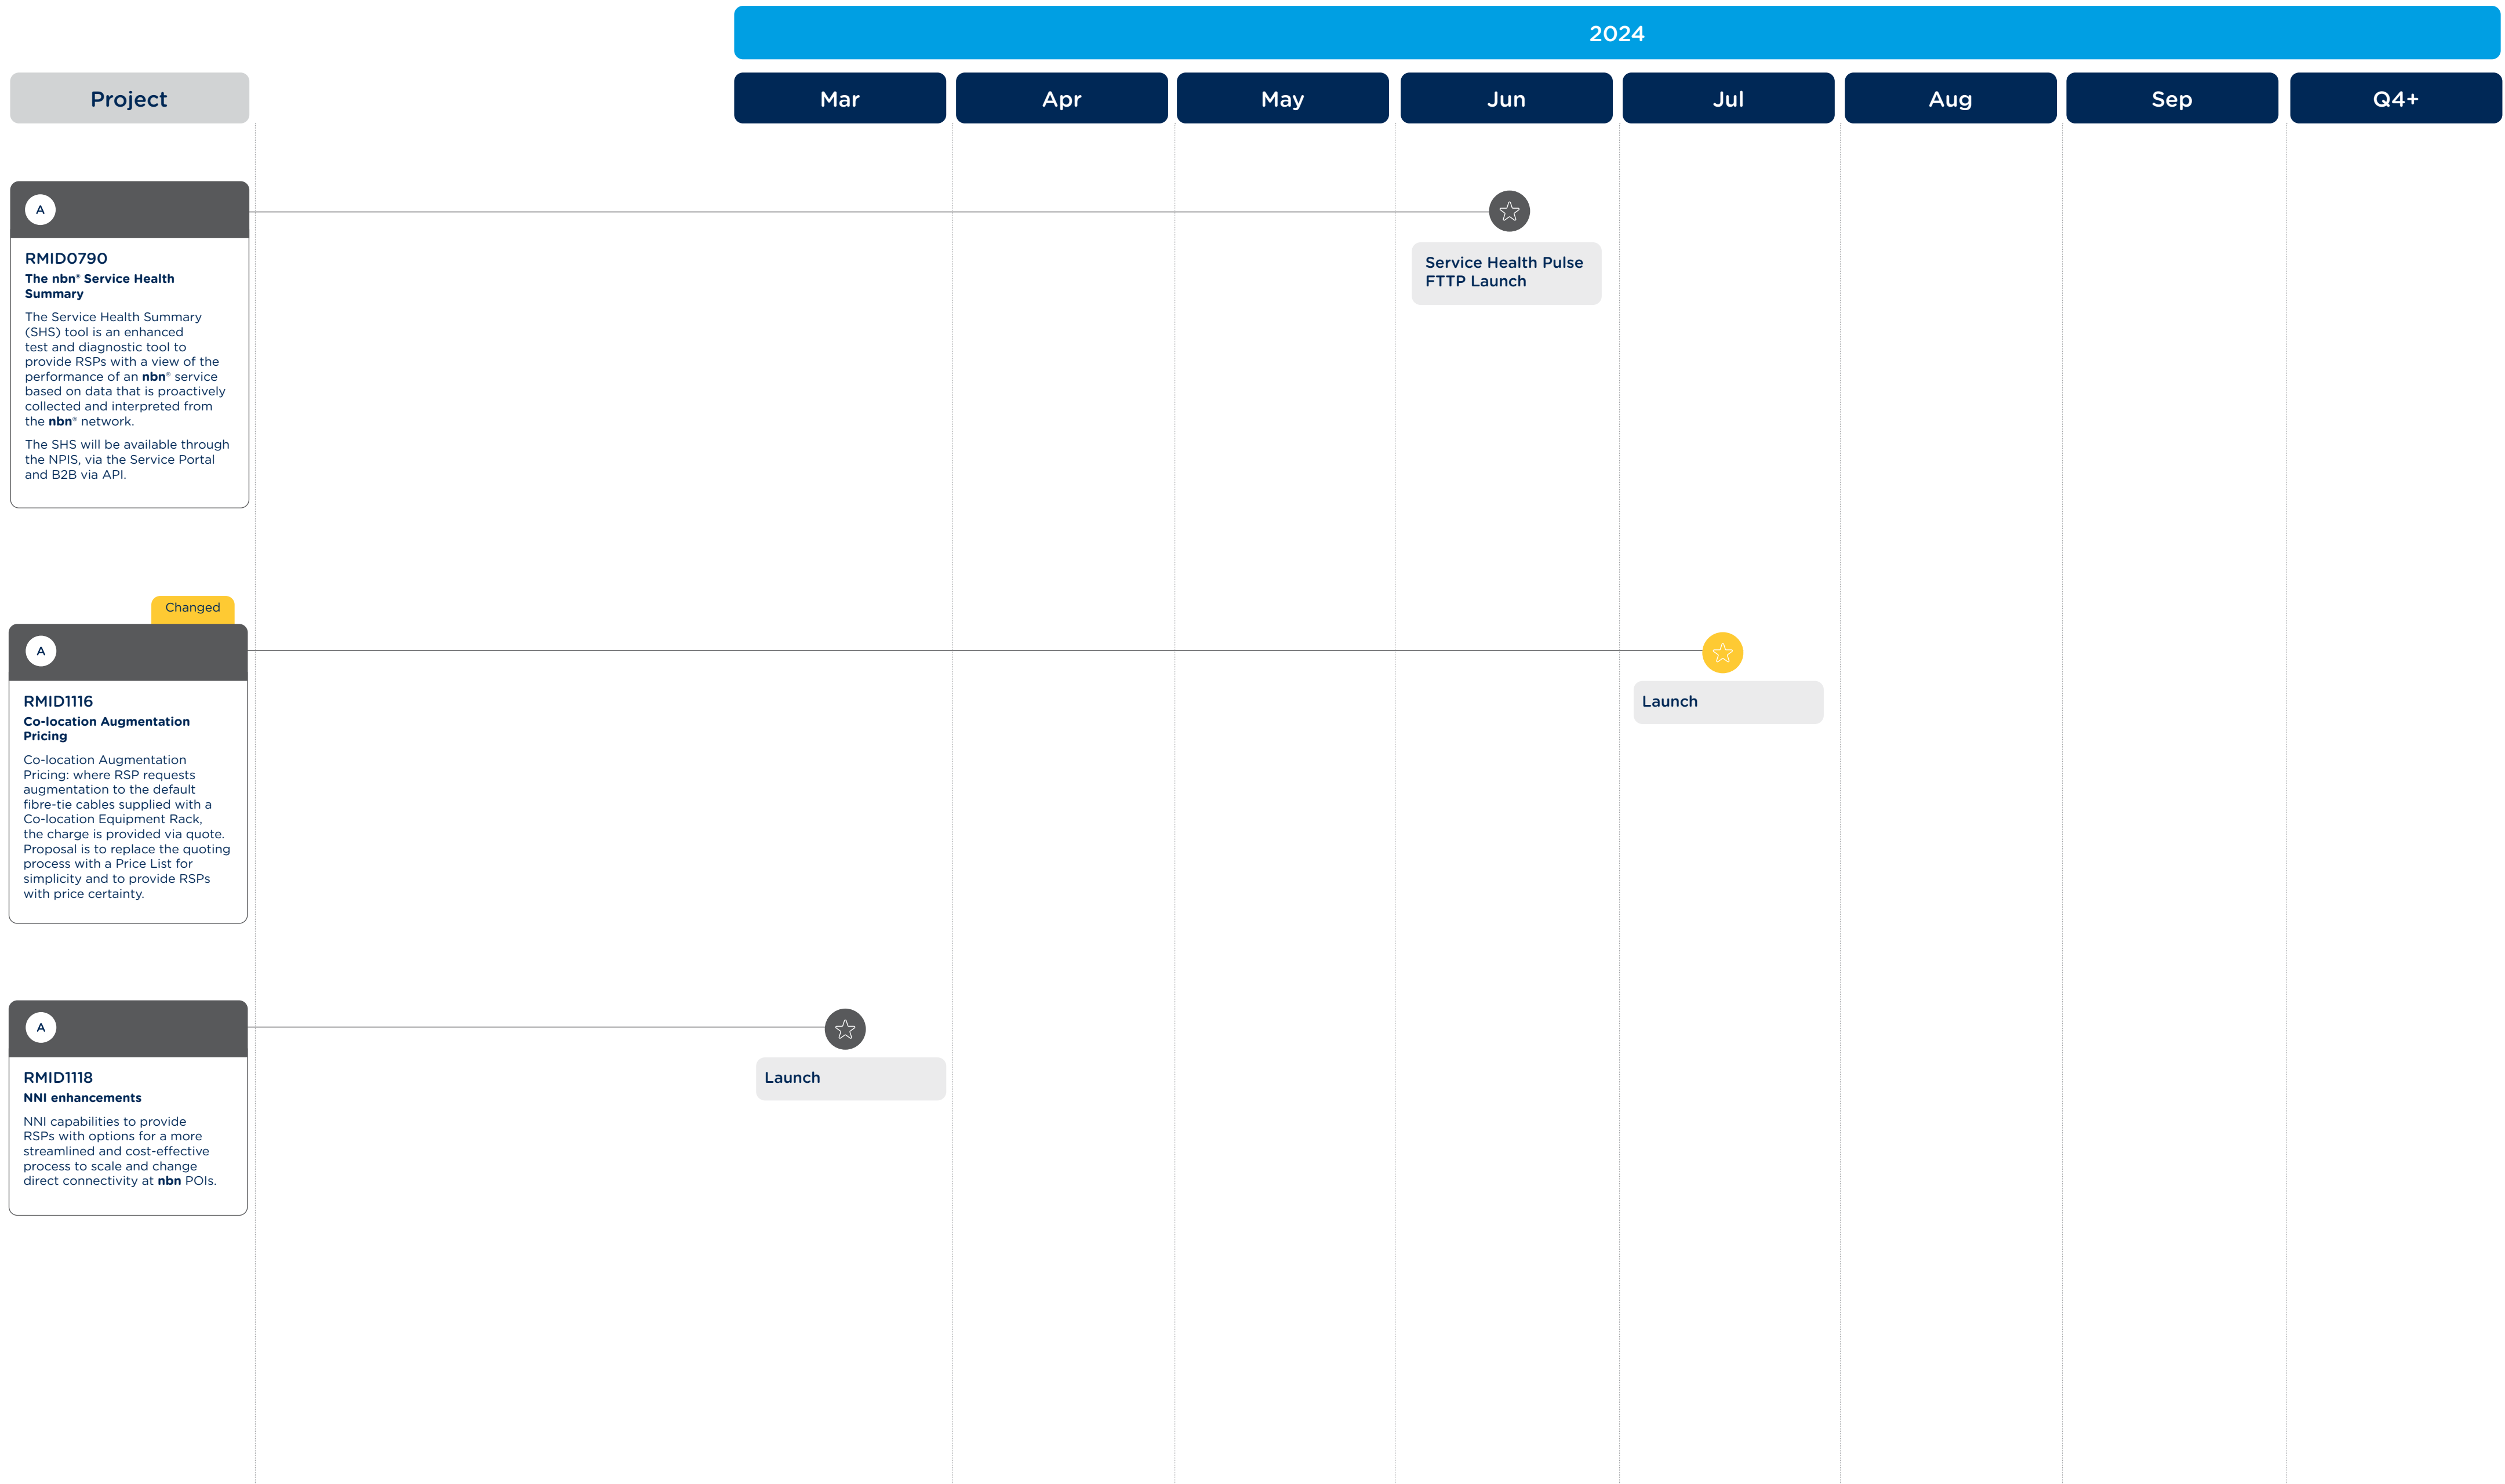 2024
Project
Mar
Apr
May
Jun
Jul
Aug
Sep
Q4+
A
RMID0790
The nbn® Service Health
Summary
The Service Health Summary
(SHS) tool is an enhanced
test and diagnostic tool to
provide RSPs with a view of the
performance of an nbn® service
based on data that is proactively
collected and interpreted from
the nbn® network.
The SHS will be available through
the NPIS, via the Service Portal
and B2B via API.
Service Health Pulse
FTTP Launch
Changed
A
RMID1116
Co-location Augmentation
Pricing
Co-location Augmentation
Pricing: where RSP requests
augmentation to the default
fibre-tie cables supplied with a
Co-location Equipment Rack,
the charge is provided via quote.
Proposal is to replace the quoting
process with a Price List for
simplicity and to provide RSPs
with price certainty.
Launch
A
RMID1118
NNI enhancements
NNI capabilities to provide
RSPs with options for a more
streamlined and cost-effective
process to scale and change
direct connectivity at nbn POIs.
Launch